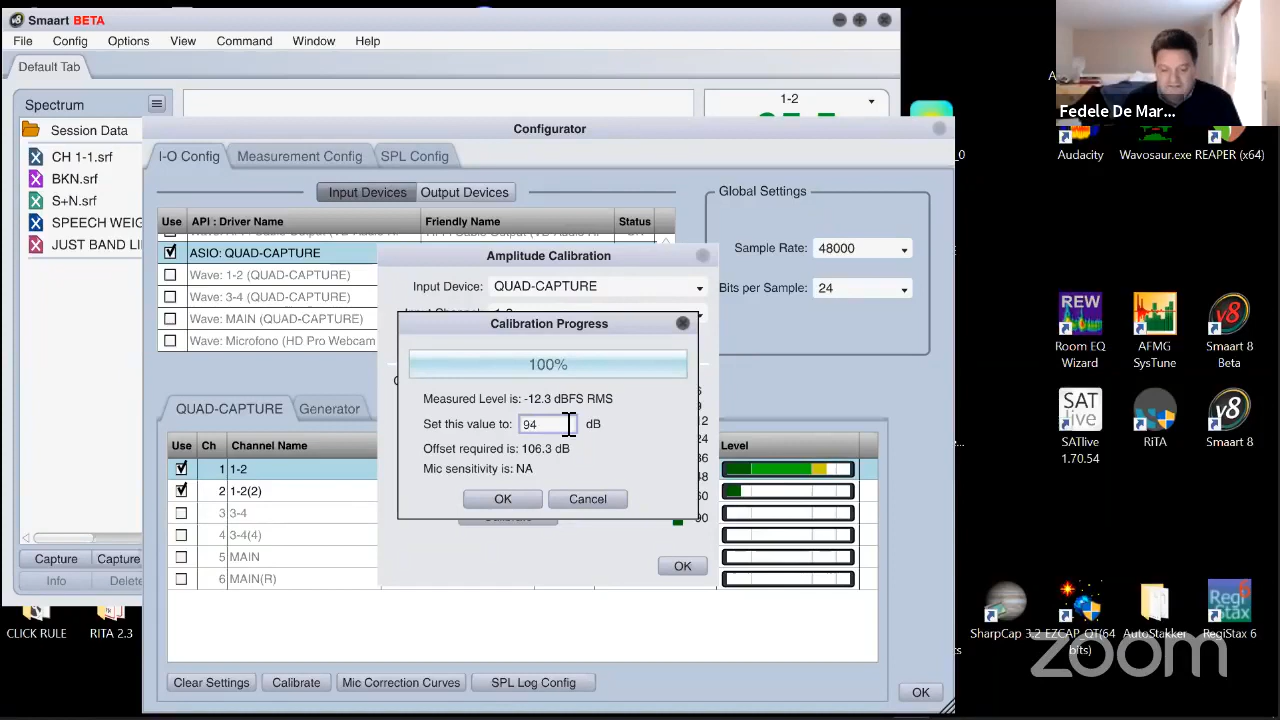 Smaart BETA
File Config Options View Command Window Help
Default Tab
Spectrum
Session Data
CH 1-1.srf
BKN.srf
S+N.srf
SPEECH WEIG
JUST BAND LI
Capture Capture
Info Delete
1-2
Configurator
I-O Config Measurement Config SPL Config
Input Devices Output Devices
Use API : Driver Name Friendly Name Status
ASIO: QUAD-CAPTURE
Wave: 1-2 (QUAD-CAPTURE)
Wave: 3-4 (QUAD-CAPTURE)
Wave: MAIN (QUAD-CAPTURE)
Wave: Microfono (HD Pro Webcam
Global Settings
Sample Rate: 48000
Bits per Sample: 24
Amplitude Calibration
Input Device: QUAD-CAPTURE
Calibration Progress
100%
Measured Level is: -12.3 dBFS RMS
Set this value to: 94 dB
Offset required is: 106.3 dB
Mic sensitivity is: NA
OK Cancel
OK
QUAD-CAPTURE Generator
Use Ch Channel Name Level
1 1-2
2 1-2(2)
3 3-4
4 3-4(4)
5 MAIN
6 MAIN(R)
Clear Settings Calibrate Mic Correction Curves SPL Log Config
OK
Fedele De Mar...
Audacity Wavosaur.exe REAPER (x64)
REW
Room EQ Wizard
AFMG SysTune
v8
Smaart 8 Beta
SAT live
SATlive 1.70.54
RiTA
v8
Smaart 8
SharpCap 3.2
EZCAP_QT(64 bits)
AutoStakker
Regi Stax 6
RegiStax 6
CLICK RULE
RITA 2.3
zoom